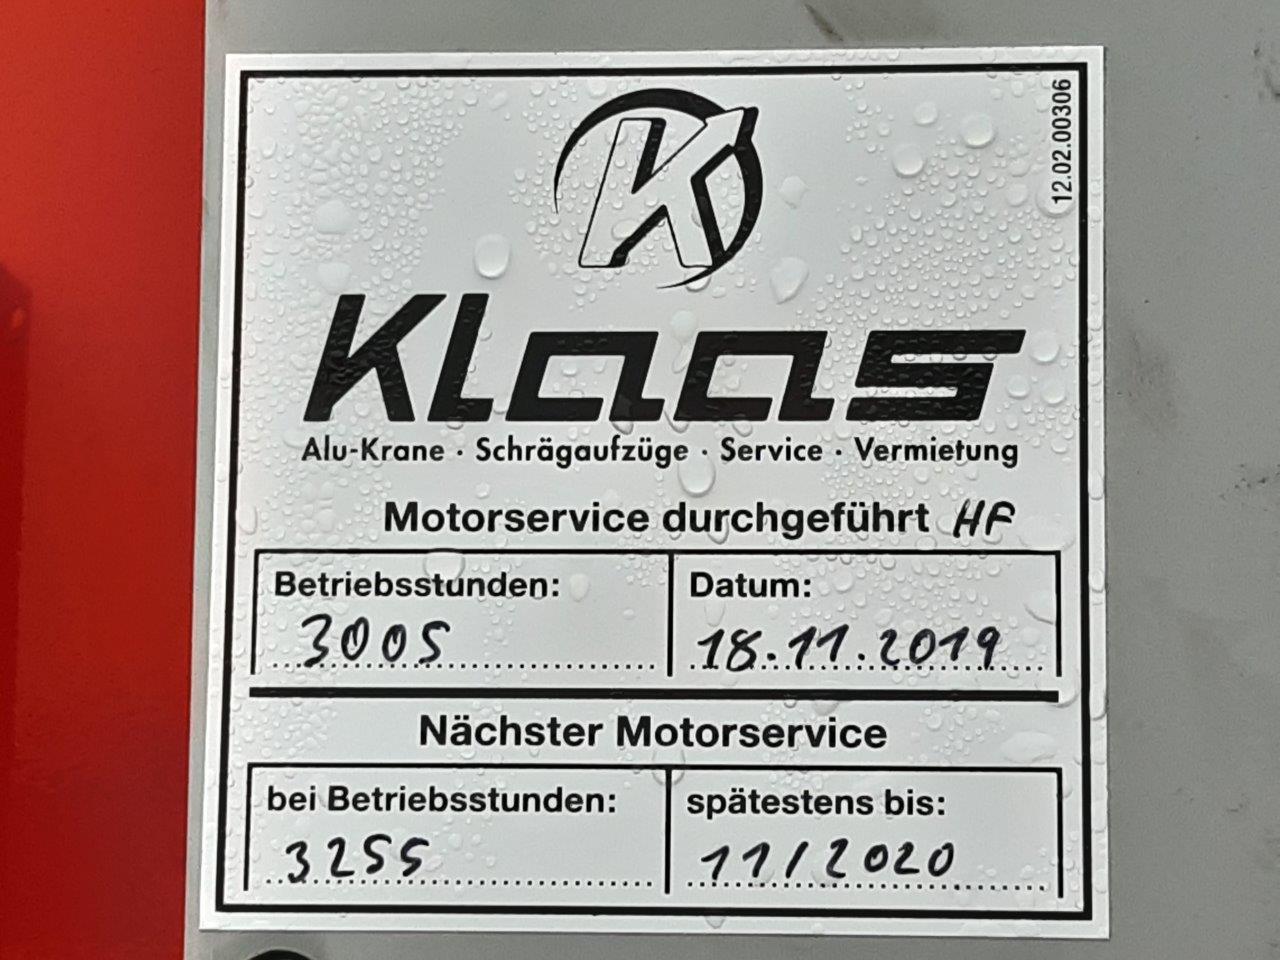 12.02.00306
K
Klaas
Alu-Krane · Schrägaufzüge · Service · Vermietung
Motorservice durchgeführt HF
Betriebsstunden: Datum:
3005 18.11.2019
Nächster Motorservice
bei Betriebsstunden: spätestens bis:
3255 11/2020